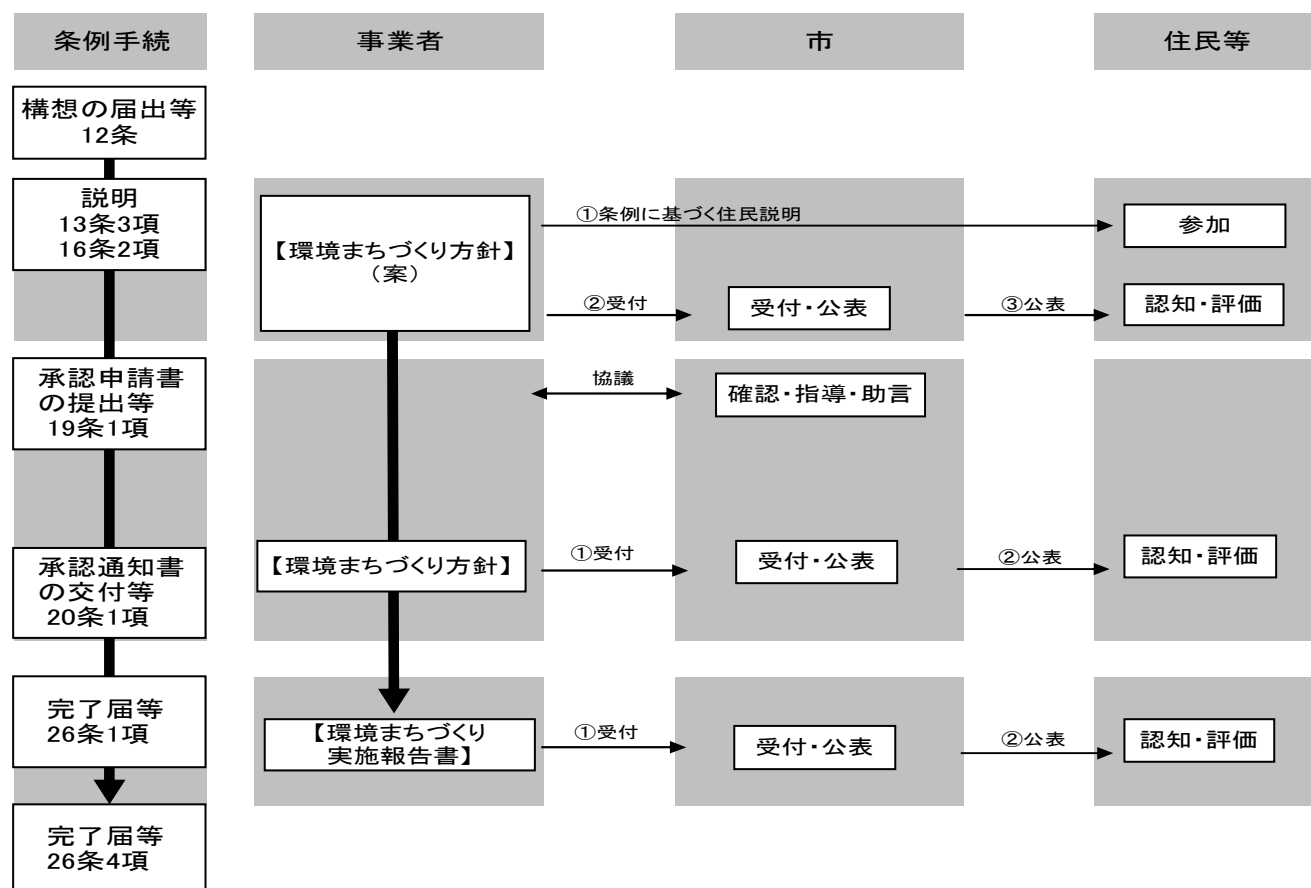 条例手続
事業者
市
住民等
構想の届出等
12条
説明
13条3項
16条2項
【環境まちづくり方針】
（案）
①条例に基づく住民説明
参加
②受付
受付・公表
③公表
認知・評価
承認申請書
の提出等
19条1項
協議
確認・指導・助言
承認通知書
の交付等
20条1項
【環境まちづくり方針】
①受付
受付・公表
②公表
認知・評価
完了届等
26条1項
【環境まちづくり
実施報告書】
①受付
受付・公表
②公表
認知・評価
完了届等
26条4項